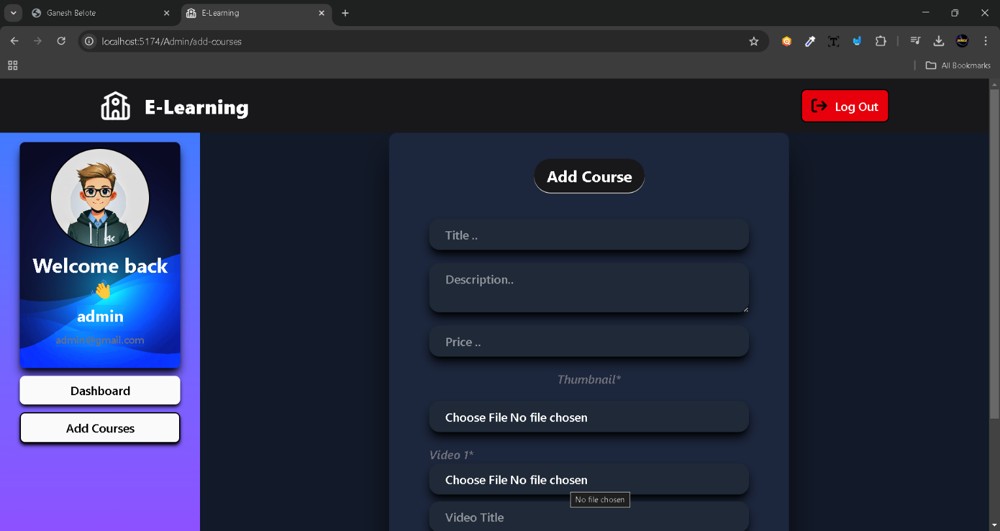 Ganesh Belote
E-Learning
localhost:5174/Admin/add-courses
All Bookmarks
E-Learning
Log Out
4K
Welcome back
👋
admin
admin@gmail.com
Dashboard
Add Courses
Add Course
Title ..
Description..
Price ..
Thumbnail*
Choose File No file chosen
Video 1*
Choose File No file chosen
No file chosen
Video Title